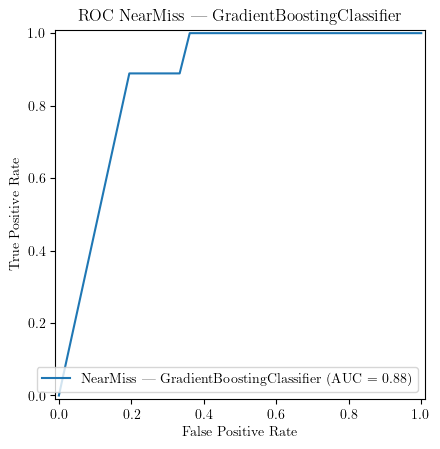 ROC NearMiss — GradientBoostingClassifier
1.0
0.8
0.6
0.4
0.2
0.0
True Positive Rate
NearMiss — GradientBoostingClassifier (AUC = 0.88)
0.0 0.2 0.4 0.6 0.8 1.0
False Positive Rate